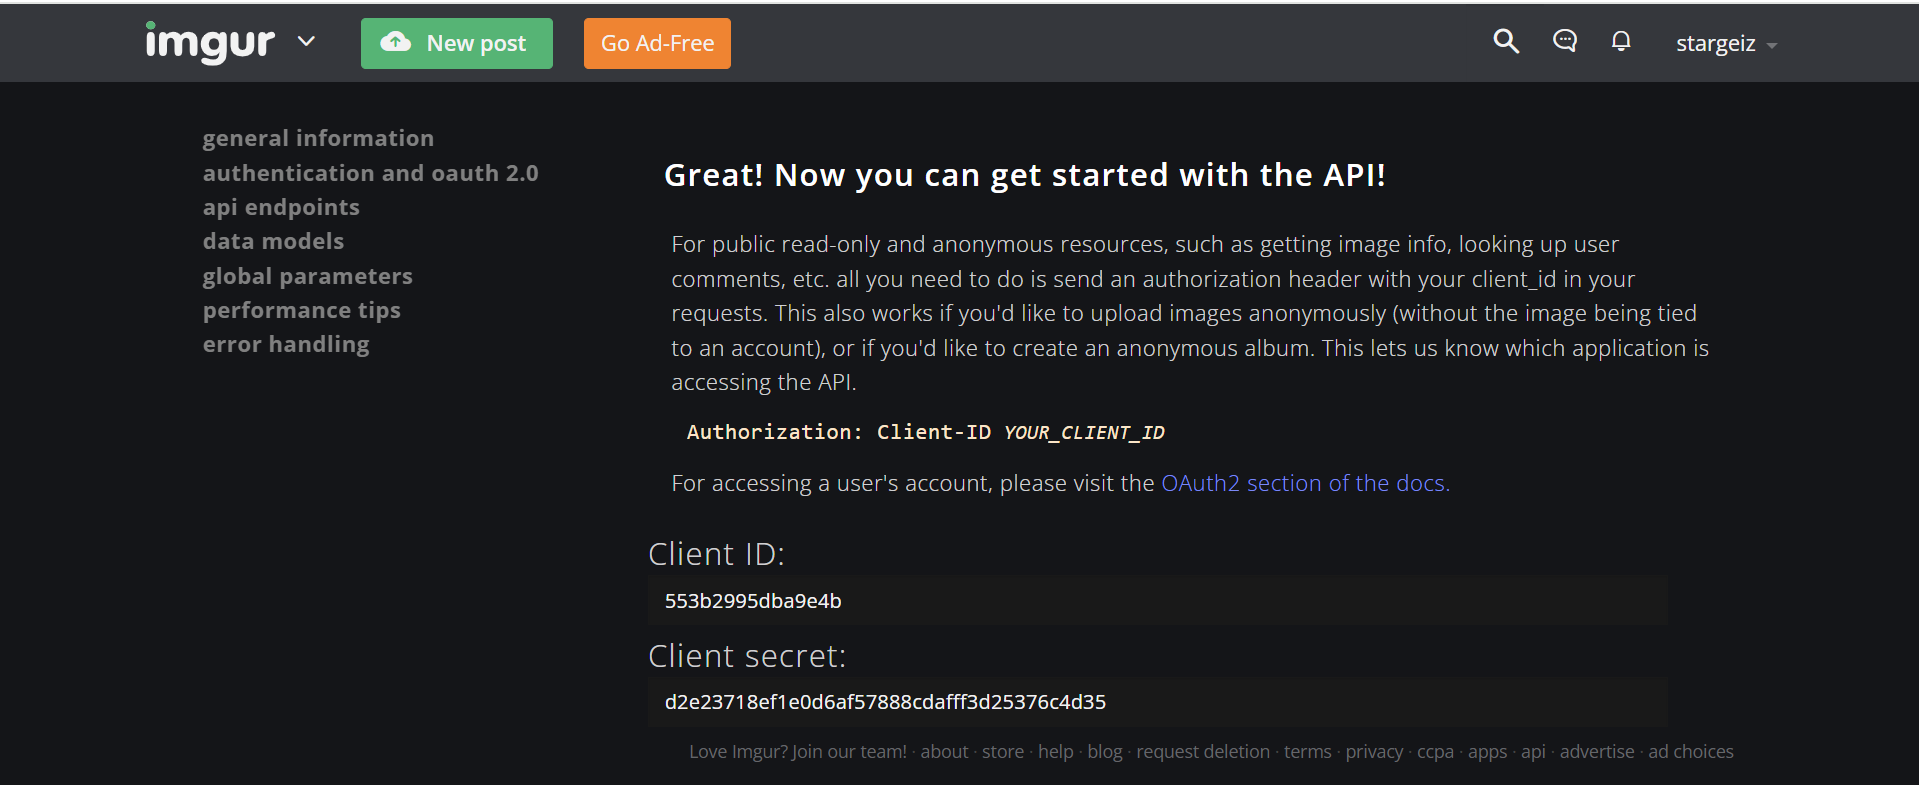 imgur
New post
Go Ad-Free
stargeiz
general information
authentication and oauth 2.0
api endpoints
data models
global parameters
performance tips
error handling
Great! Now you can get started with the API!
For public read-only and anonymous resources, such as getting image info, looking up user
comments, etc. all you need to do is send an authorization header with your client_id in your
requests. This also works if you'd like to upload images anonymously (without the image being tied
to an account), or if you'd like to create an anonymous album. This lets us know which application is
accessing the API.
Authorization: Client-ID YOUR_CLIENT_ID
For accessing a user's account, please visit the OAuth2 section of the docs.
Client ID:
553b2995dba9e4b
Client secret:
d2e23718ef1e0d6af57888cdafff3d25376c4d35
Love Imgur? Join our team! · about · store · help · blog · request deletion · terms · privacy · ccpa · apps · api · advertise · ad choices